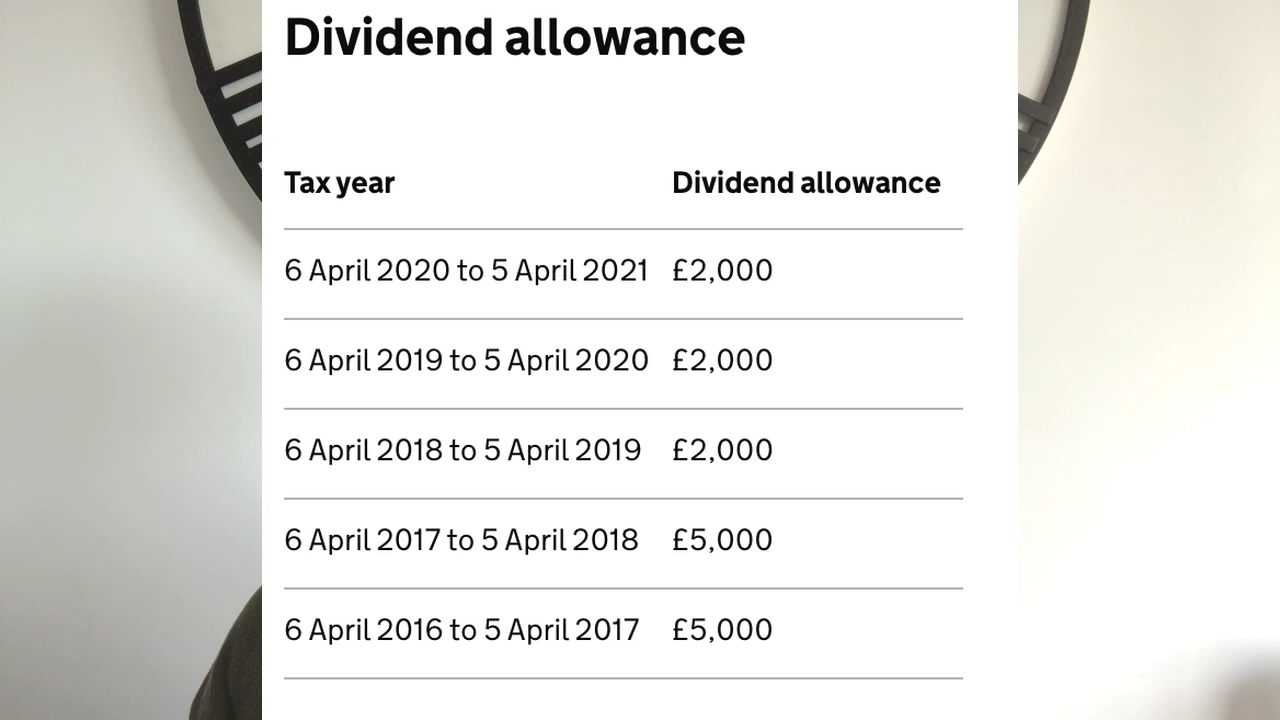 Dividend allowance
Tax year Dividend allowance
6 April 2020 to 5 April 2021 £2,000
6 April 2019 to 5 April 2020 £2,000
6 April 2018 to 5 April 2019 £2,000
6 April 2017 to 5 April 2018 £5,000
6 April 2016 to 5 April 2017 £5,000